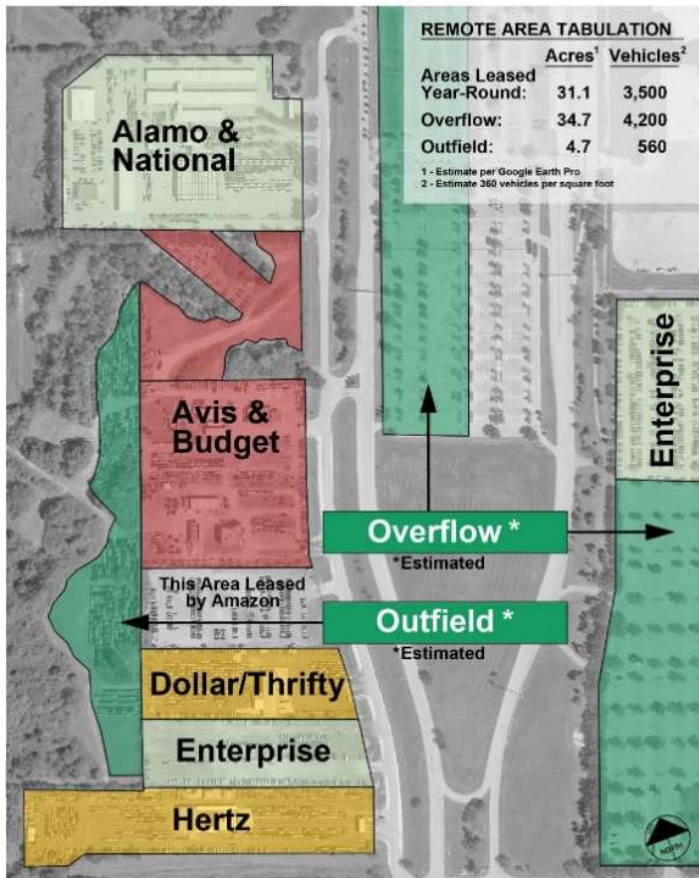 REMOTE AREA TABULATION
Acres¹ Vehicles²
Areas Leased
Year-Round: 31.1 3,500
Overflow: 34.7 4,200
Outfield: 4.7 560
1 - Estimate per Google Earth Pro
2 - Estimate 360 vehicles per square foot
Alamo &
National
Avis &
Budget
Enterprise
Overflow *
*Estimated
This Area Leased
by Amazon
Outfield *
*Estimated
Dollar/Thrifty
Enterprise
Hertz
NORTH